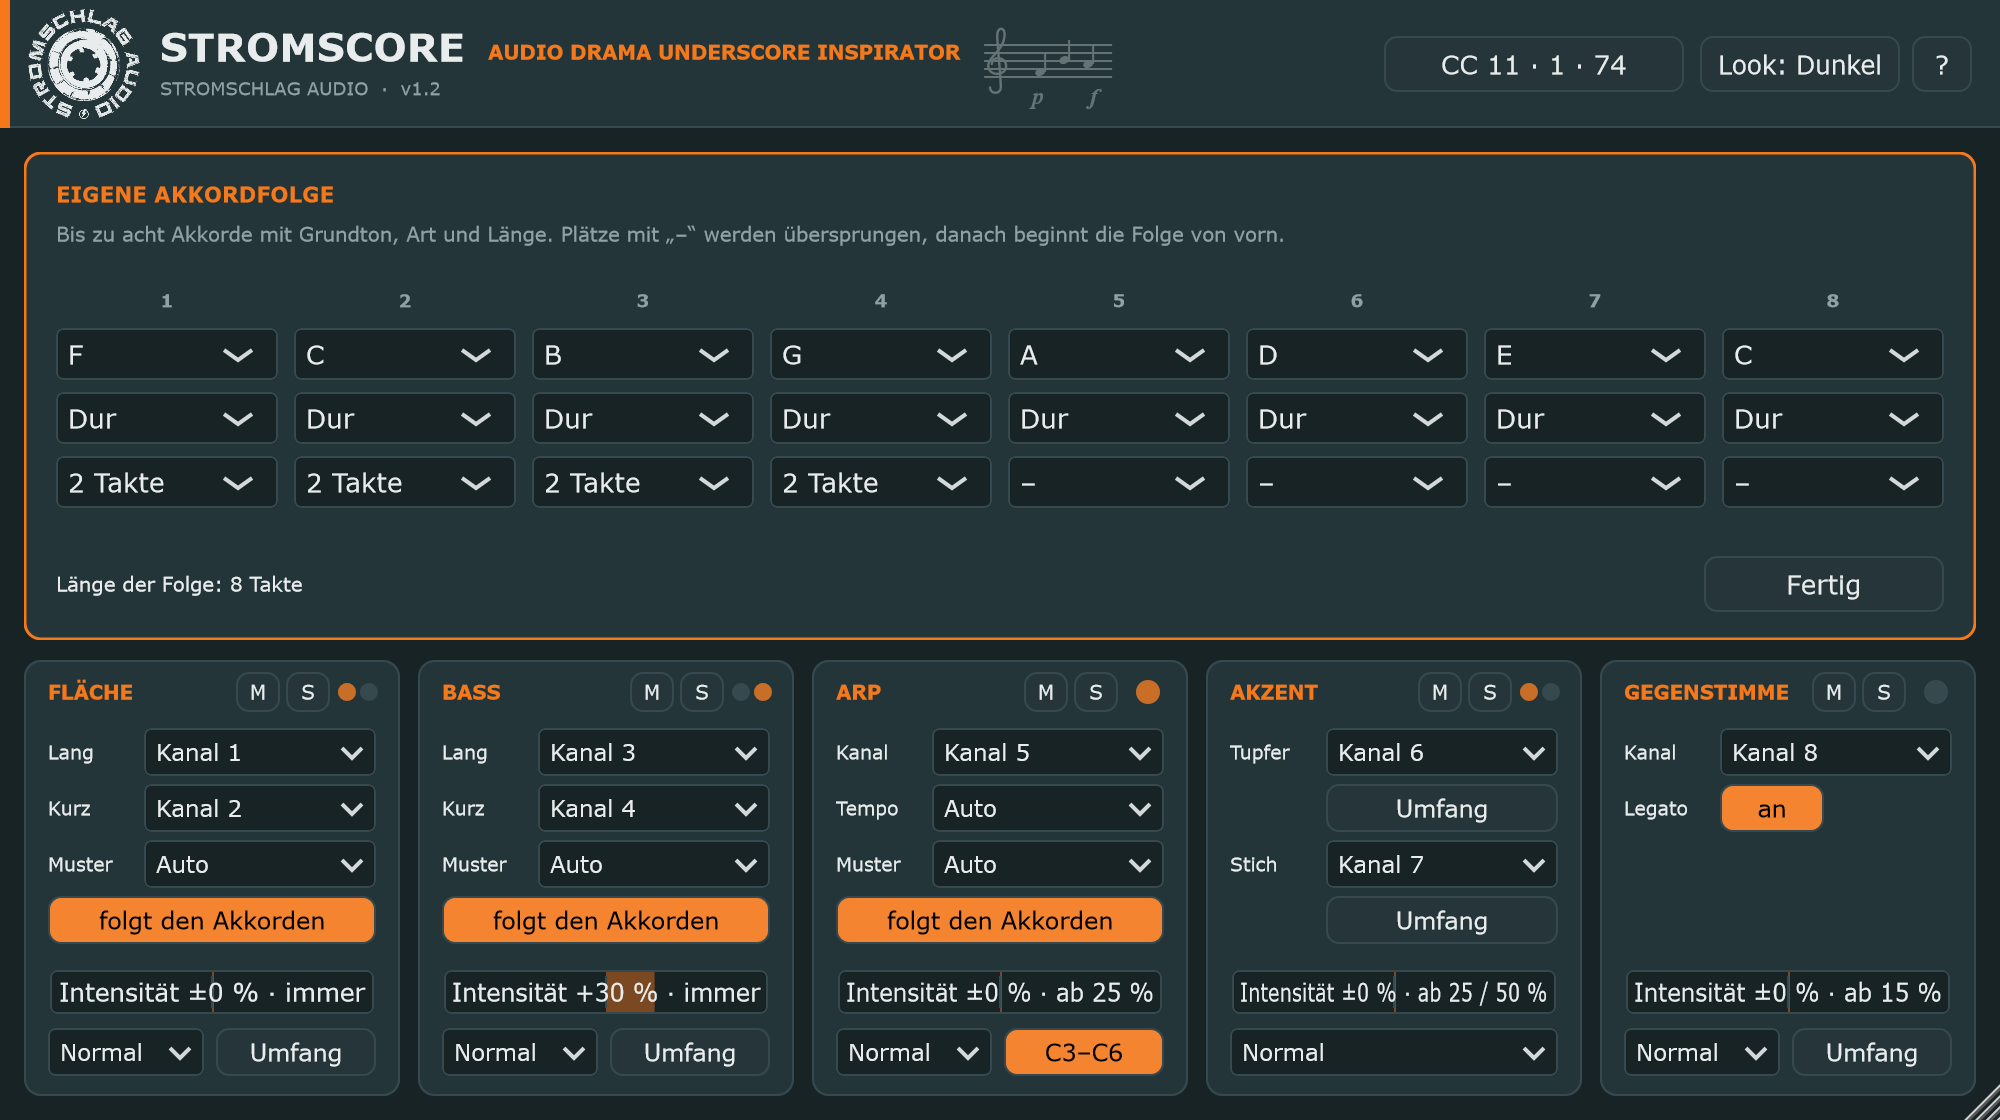 STROMSCHLAG AUDIO
STROMSCORE
AUDIO DRAMA UNDERSCORE INSPIRATOR
STROMSCHLAG AUDIO · v1.2
p f
CC 11 · 1 · 74
Look: Dunkel
?
EIGENE AKKORDFOLGE
Bis zu acht Akkorde mit Grundton, Art und Länge. Plätze mit „–“ werden übersprungen, danach beginnt die Folge von vorn.
1 2 3 4 5 6 7 8
F C B G A D E C
Dur Dur Dur Dur Dur Dur Dur Dur
2 Takte 2 Takte 2 Takte 2 Takte – – – –
Länge der Folge: 8 Takte
Fertig
FLÄCHE M S
Lang Kanal 1
Kurz Kanal 2
Muster Auto
folgt den Akkorden
Intensität ±0 % · immer
Normal Umfang
BASS M S
Lang Kanal 3
Kurz Kanal 4
Muster Auto
folgt den Akkorden
Intensität +30 % · immer
Normal Umfang
ARP M S
Kanal Kanal 5
Tempo Auto
Muster Auto
folgt den Akkorden
Intensität ±0 % · ab 25 %
Normal C3–C6
AKZENT M S
Tupfer Kanal 6
Umfang
Stich Kanal 7
Umfang
Intensität ±0 % · ab 25 / 50 %
Normal
GEGENSTIMME M S
Kanal Kanal 8
Legato an
Intensität ±0 % · ab 15 %
Normal Umfang